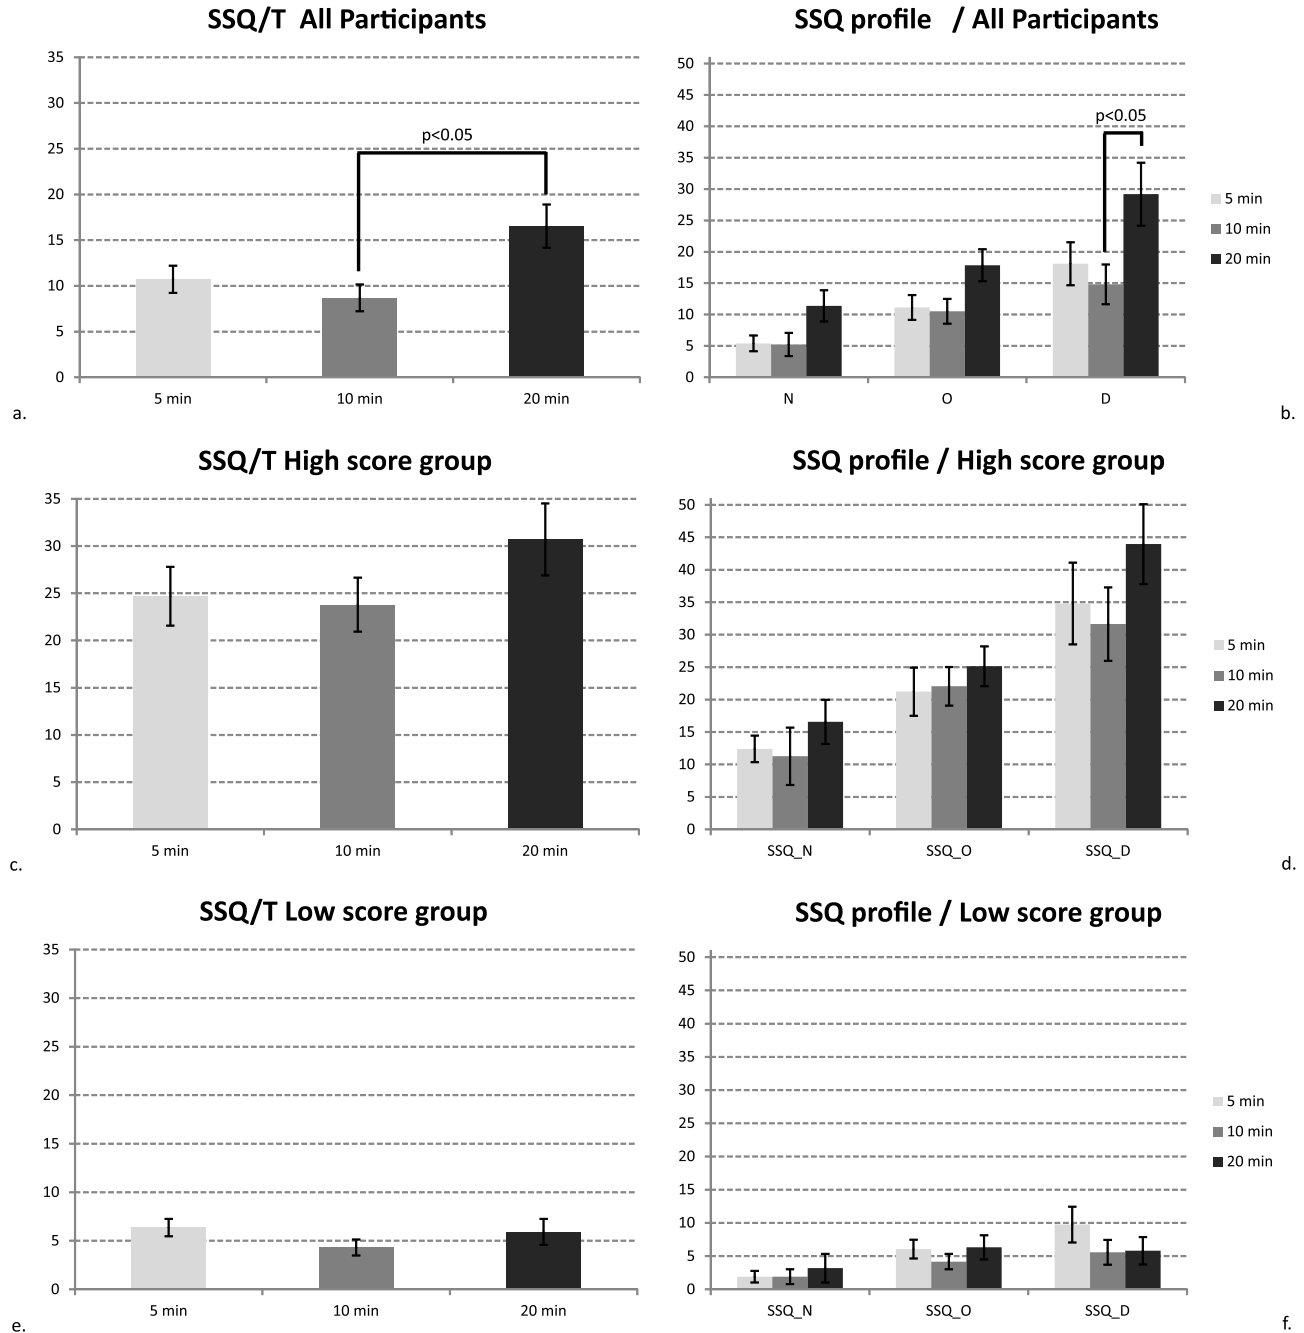 SSQ/T All Participants
35
30
25
20
15
10
5
0
p<0.05
5 min
10 min
20 min
a.
SSQ profile / All Participants
50
45
40
35
30
25
20
15
10
5
0
p<0.05
N
O
D
5 min
10 min
20 min
b.
SSQ/T High score group
35
30
25
20
15
10
5
0
5 min
10 min
20 min
c.
SSQ profile / High score group
50
45
40
35
30
25
20
15
10
5
0
SSQ_N
SSQ_O
SSQ_D
5 min
10 min
20 min
d.
SSQ/T Low score group
35
30
25
20
15
10
5
0
5 min
10 min
20 min
e.
SSQ profile / Low score group
50
45
40
35
30
25
20
15
10
5
0
SSQ_N
SSQ_O
SSQ_D
5 min
10 min
20 min
f.